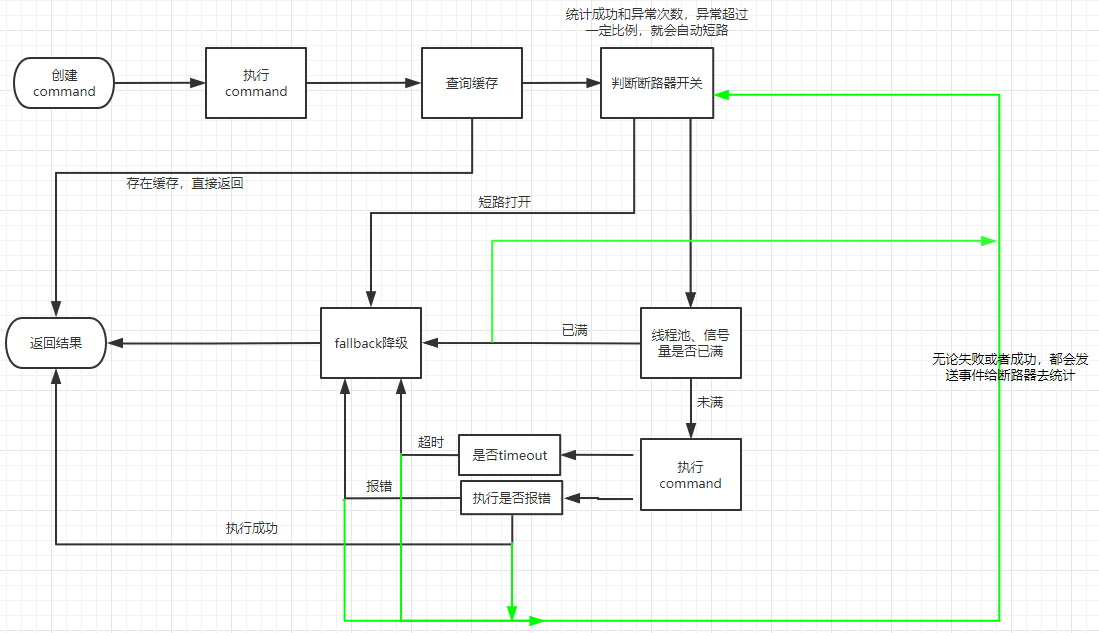 统计成功和异常次数，异常超过
一定比例，就会自动短路
创建
command
执行
command
查询缓存
判断断路器开关
存在缓存，直接返回
短路打开
返回结果
fallback降级
已满
线程池、信号
量是否已满
无论失败或者成功，都会发
送事件给断路器去统计
未满
超时
是否timeout
执行
command
报错
执行是否报错
执行成功